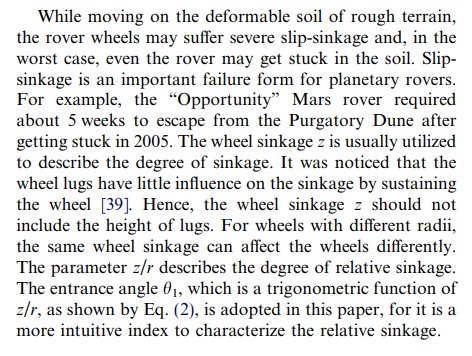 While moving on the deformable soil of rough terrain,
the rover wheels may suffer severe slip-sinkage and, in the
worst case, even the rover may get stuck in the soil. Slip-
sinkage is an important failure form for planetary rovers.
For example, the “Opportunity” Mars rover required
about 5 weeks to escape from the Purgatory Dune after
getting stuck in 2005. The wheel sinkage z is usually utilized
to describe the degree of sinkage. It was noticed that the
wheel lugs have little influence on the sinkage by sustaining
the wheel [39]. Hence, the wheel sinkage z should not
include the height of lugs. For wheels with different radii,
the same wheel sinkage can affect the wheels differently.
The parameter z/r describes the degree of relative sinkage.
The entrance angle θ₁, which is a trigonometric function of
z/r, as shown by Eq. (2), is adopted in this paper, for it is a
more intuitive index to characterize the relative sinkage.